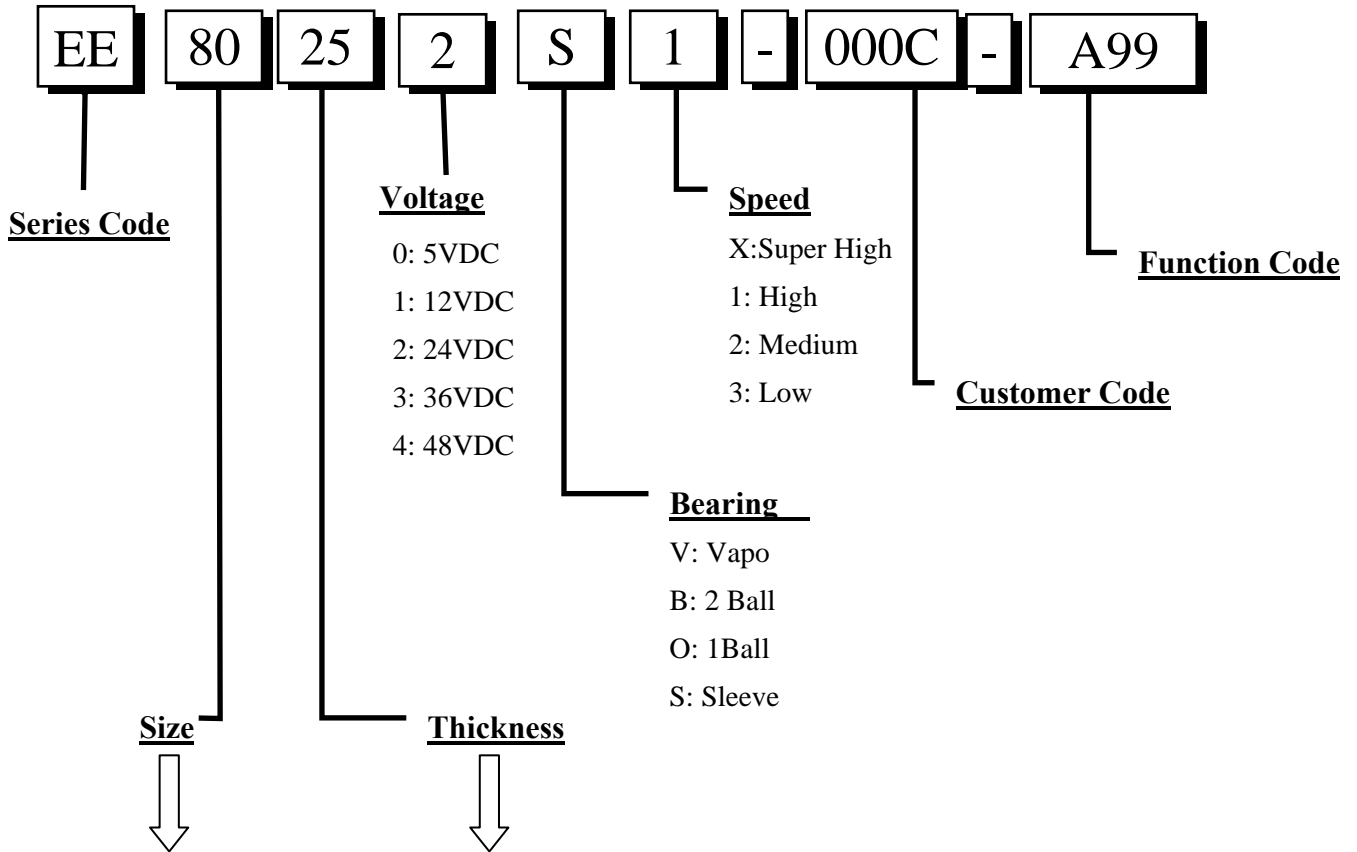 EE 80 25 2 S 1 - 000C - A99
Series Code
Voltage
0: 5VDC
1: 12VDC
2: 24VDC
3: 36VDC
4: 48VDC
Speed
X:Super High
1: High
2: Medium
3: Low
Function Code
Customer Code
Bearing
V: Vapo
B: 2 Ball
O: 1Ball
S: Sleeve
Size
Thickness